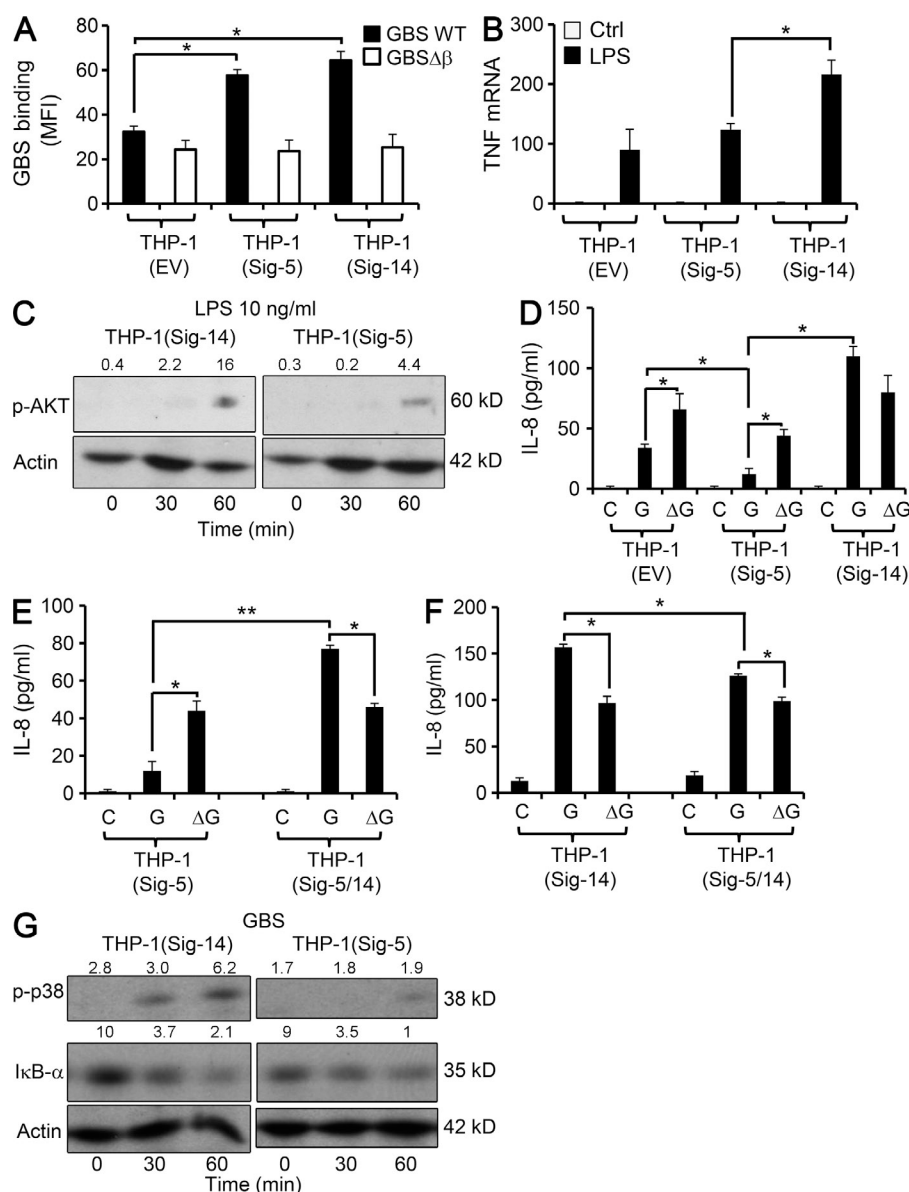 A
GBS binding
(MFI)
80
60
40
20
0
*
*
GBS WT
GBSΔβ
THP-1
(EV)
THP-1
(Sig-5)
THP-1
(Sig-14)
B
TNF mRNA
300
200
100
0
Ctrl
LPS
*
THP-1
(EV)
THP-1
(Sig-5)
THP-1
(Sig-14)
C
LPS 10 ng/ml
THP-1(Sig-14) THP-1(Sig-5)
0.4 2.2 16 0.3 0.2 4.4
p-AKT 60 kD
Actin 42 kD
0 30 60 0 30 60
Time (min)
D
IL-8 (pg/ml)
150
100
50
0
*
*
*
*
C G ΔG C G ΔG C G ΔG
THP-1
(EV)
THP-1
(Sig-5)
THP-1
(Sig-14)
E
IL-8 (pg/ml)
80
60
40
20
0
**
*
*
C G ΔG C G ΔG
THP-1
(Sig-5)
THP-1
(Sig-5/14)
F
IL-8 (pg/ml)
200
150
100
50
0
*
*
*
C G ΔG C G ΔG
THP-1
(Sig-14)
THP-1
(Sig-5/14)
G
GBS
THP-1(Sig-14) THP-1(Sig-5)
2.8 3.0 6.2 1.7 1.8 1.9
p-p38 38 kD
10 3.7 2.1 9 3.5 1
IκB-α 35 kD
Actin 42 kD
0 30 60 0 30 60
Time (min)